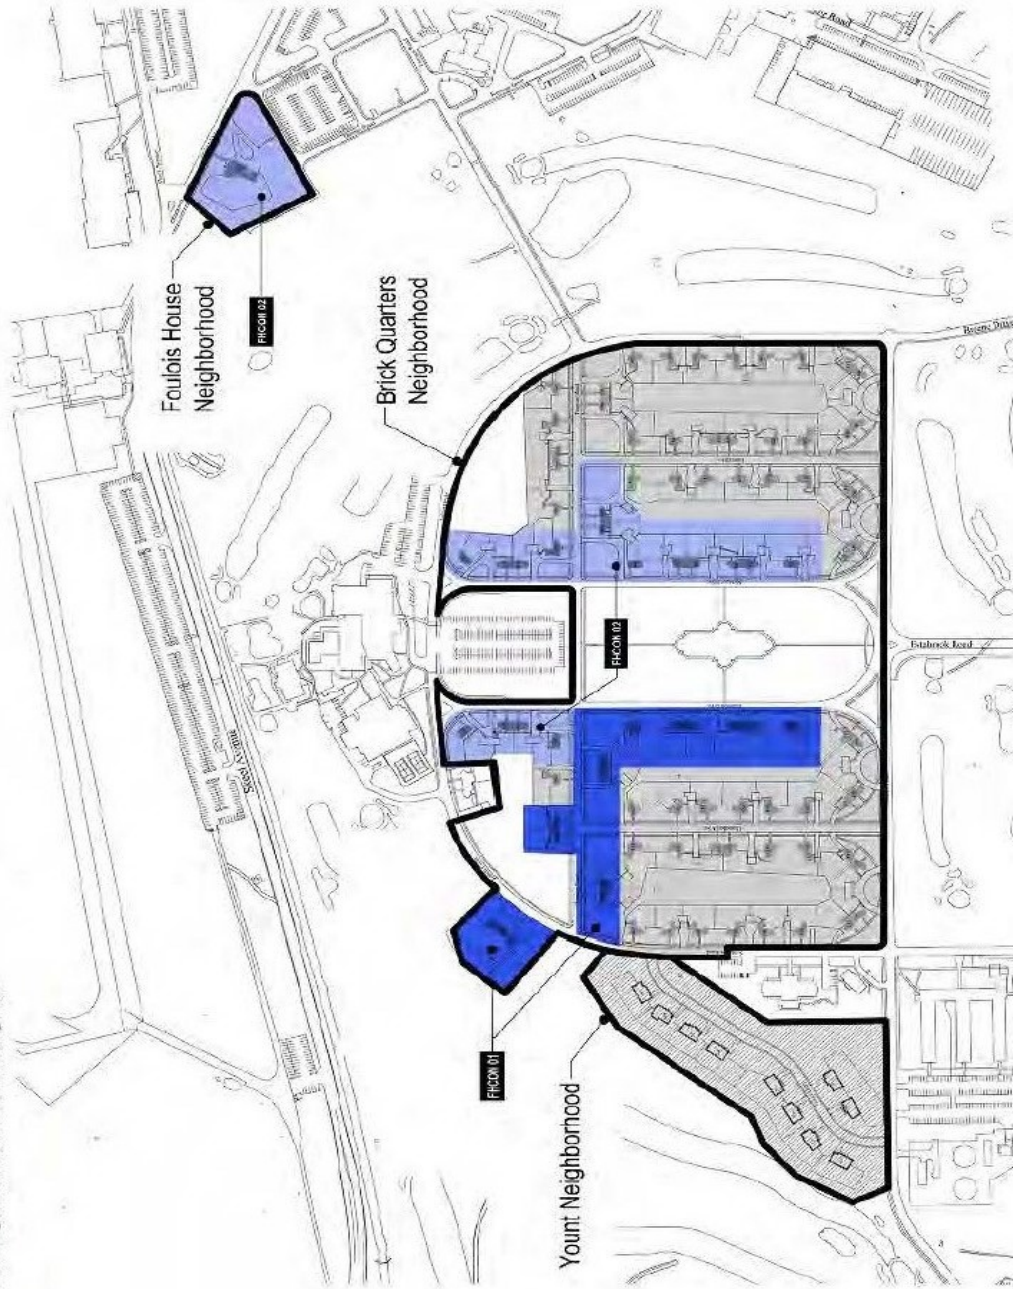 Foulois House
Neighborhood
FHCON 02
Brick Quarters
Neighborhood
FHCON 02
Estabrook Road
FHCON 01
Yount Neighborhood